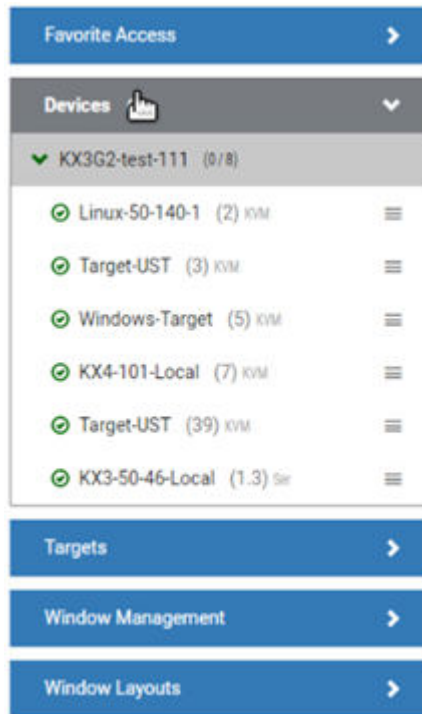 Favorite Access
Devices
KX3G2-test-111 (0/8)
Linux-50-140-1 (2) KVM
Target-UST (3) KVM
Windows-Target (5) KVM
KX4-101-Local (7) KVM
Target-UST (39) KVM
KX3-50-46-Local (1.3) Ser
Targets
Window Management
Window Layouts